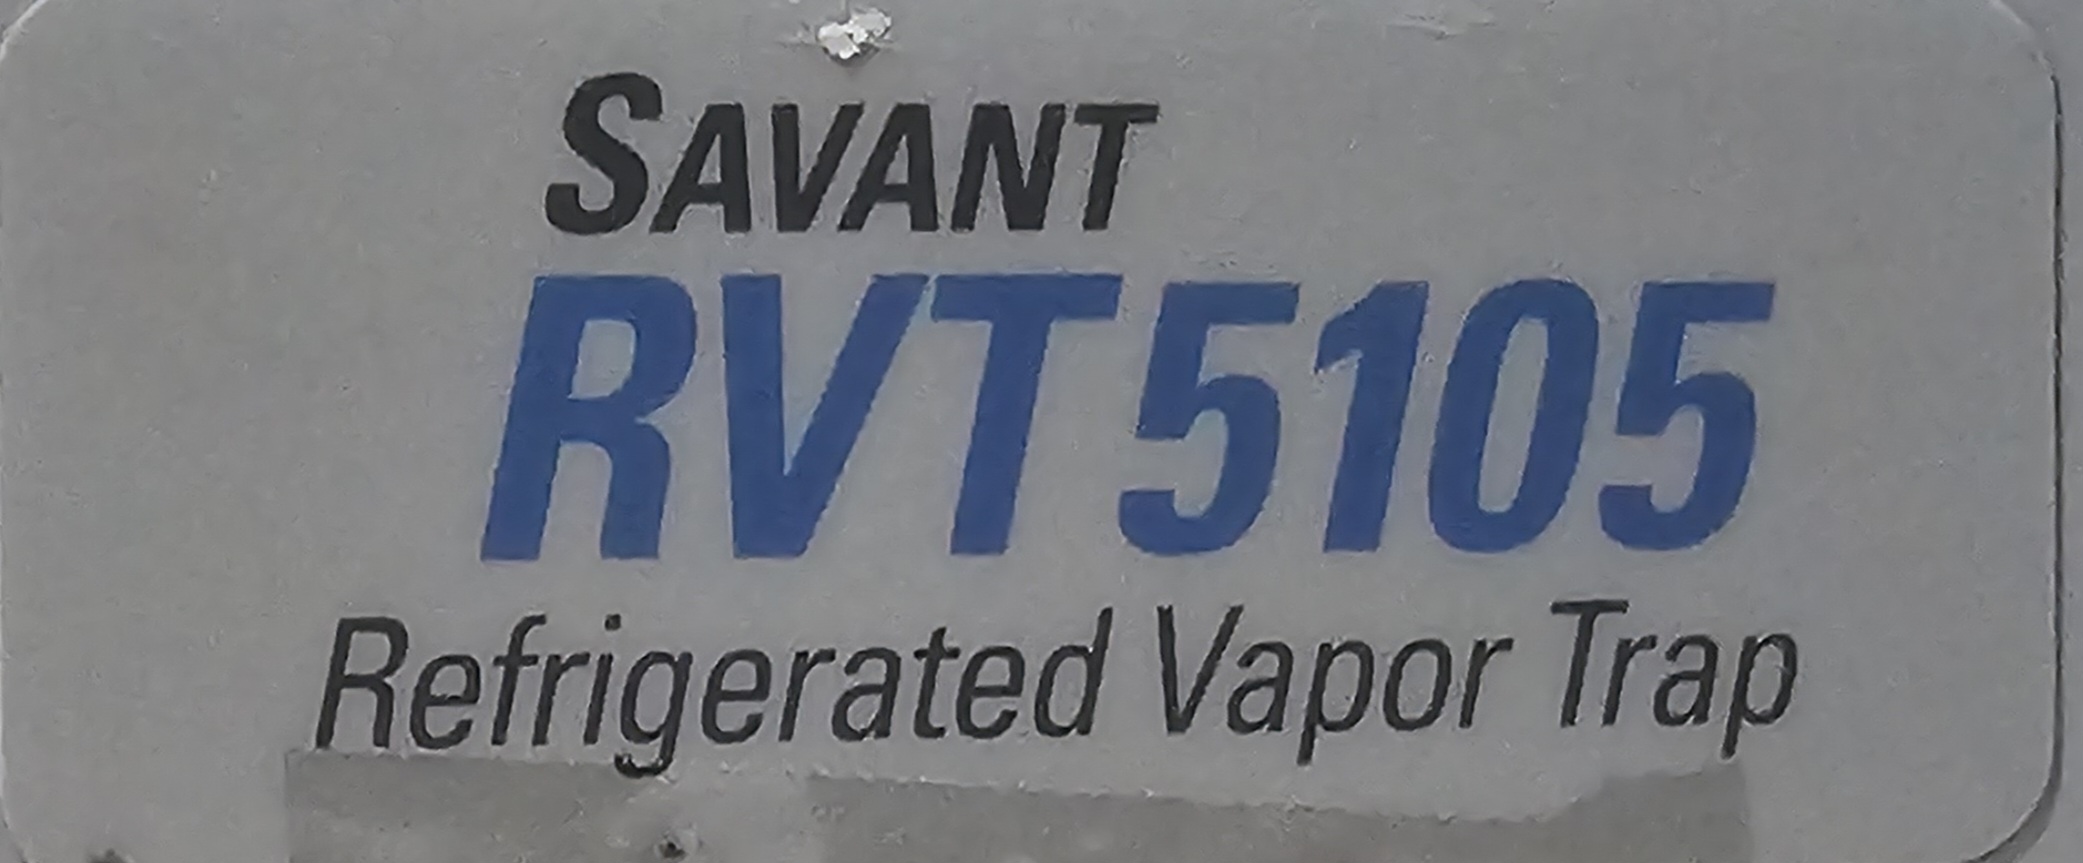 SAVANT
RVT5105
Refrigerated Vapor Trap